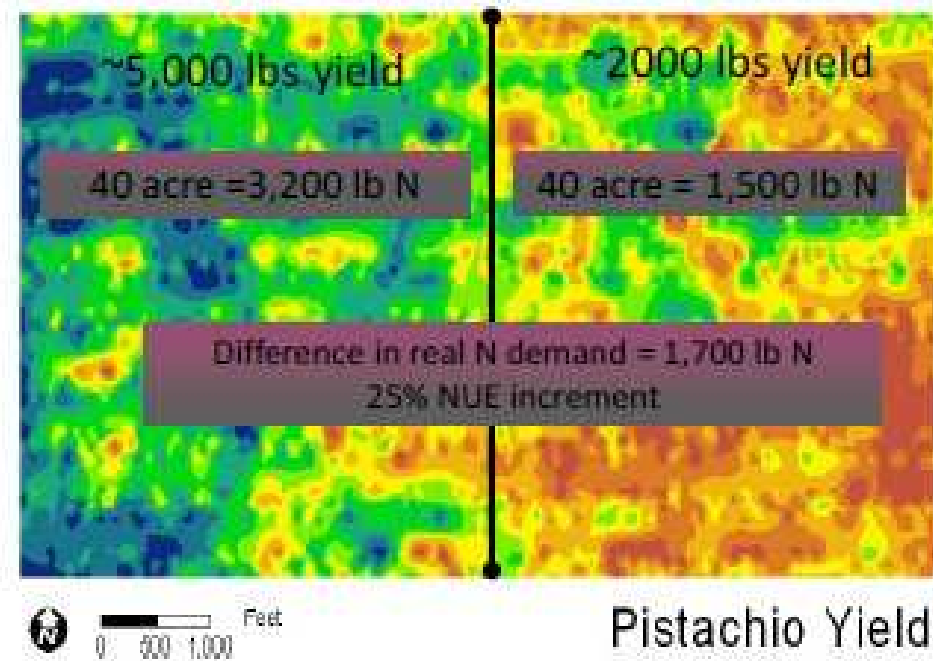 ~5,000 lbs yield
~2000 lbs yield
40 acre =3,200 lb N
40 acre = 1,500 lb N
Difference in real N demand = 1,700 lb N
25% NUE increment
N
Feet
0 500 1,000
Pistachio Yield